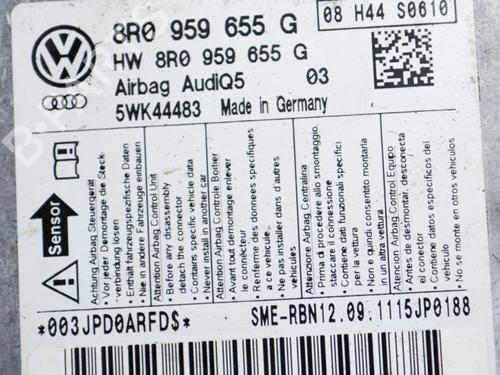 8R0 959 655 G
08 H44 S0610
HW 8R0 959 655 G
Airbag AudiQ5 03
5WK44483 Made in Germany
Sensor
Achtung Airbag Steuergerät
• Vor jeder Demontage die Steck-
verbindung lösen
• Enthält fahrzeugspezifische Daten
• Nie in andere Fahrzeuge einbauen
Attention Airbag Control Unit
• Before any disassembly
detach the connector
• Contains specific vehicle data
• Never install in another car
Attention Airbag Controle Boîtier
• Avant tout demontage enlever
le connecteur
• Renferme des donnees specifiques
a ce vehicule.
• Ne pas installer dans d'autres
vehicules
Attenzione Airbag Centralina
• Prima di procedere allo smontaggio,
staccare il connessione
• Contiene dati funzionali specifici
per la vettura
• Non e quindi consentito montaria
in un altra vettura
Atencion Airbag Control Equipo
• Antes de desmontar, desconecta
el conector
• Contiene datos especificos del
vehiculo
• No se monte en otros vehiculos
*003JPD0ARFD$*
SME-RBN12.09.1115JP0188